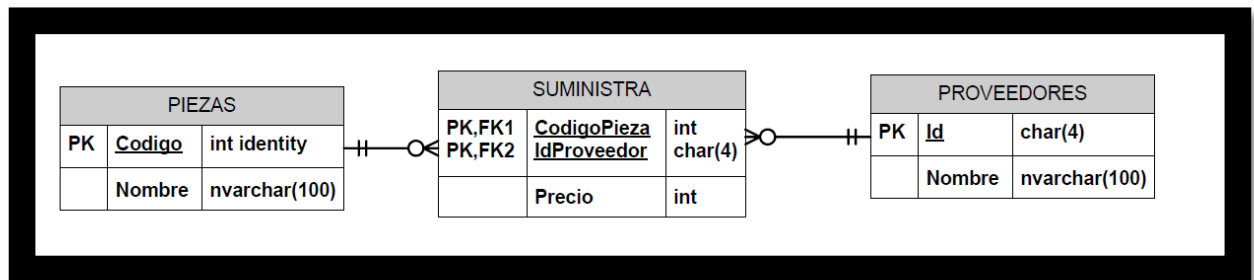 PIEZAS
PK Codigo int identity
Nombre nvarchar(100)
SUMINISTRA
PK,FK1 CodigoPieza int
PK,FK2 IdProveedor char(4)
Precio int
PROVEEDORES
PK Id char(4)
Nombre nvarchar(100)